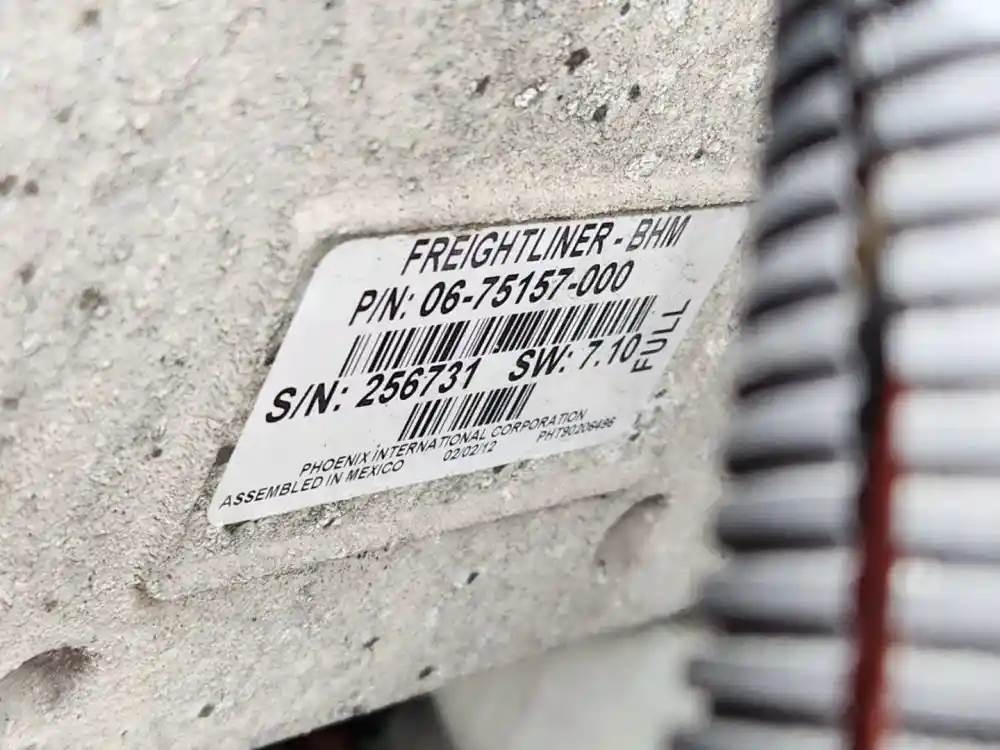 FREIGHTLINER - BHM
P/N: 06-75157-000
S/N: 256731 SW: 7.10
FULL
PHOENIX INTERNATIONAL CORPORATION
ASSEMBLED IN MEXICO 02/02/12 PHT90206496